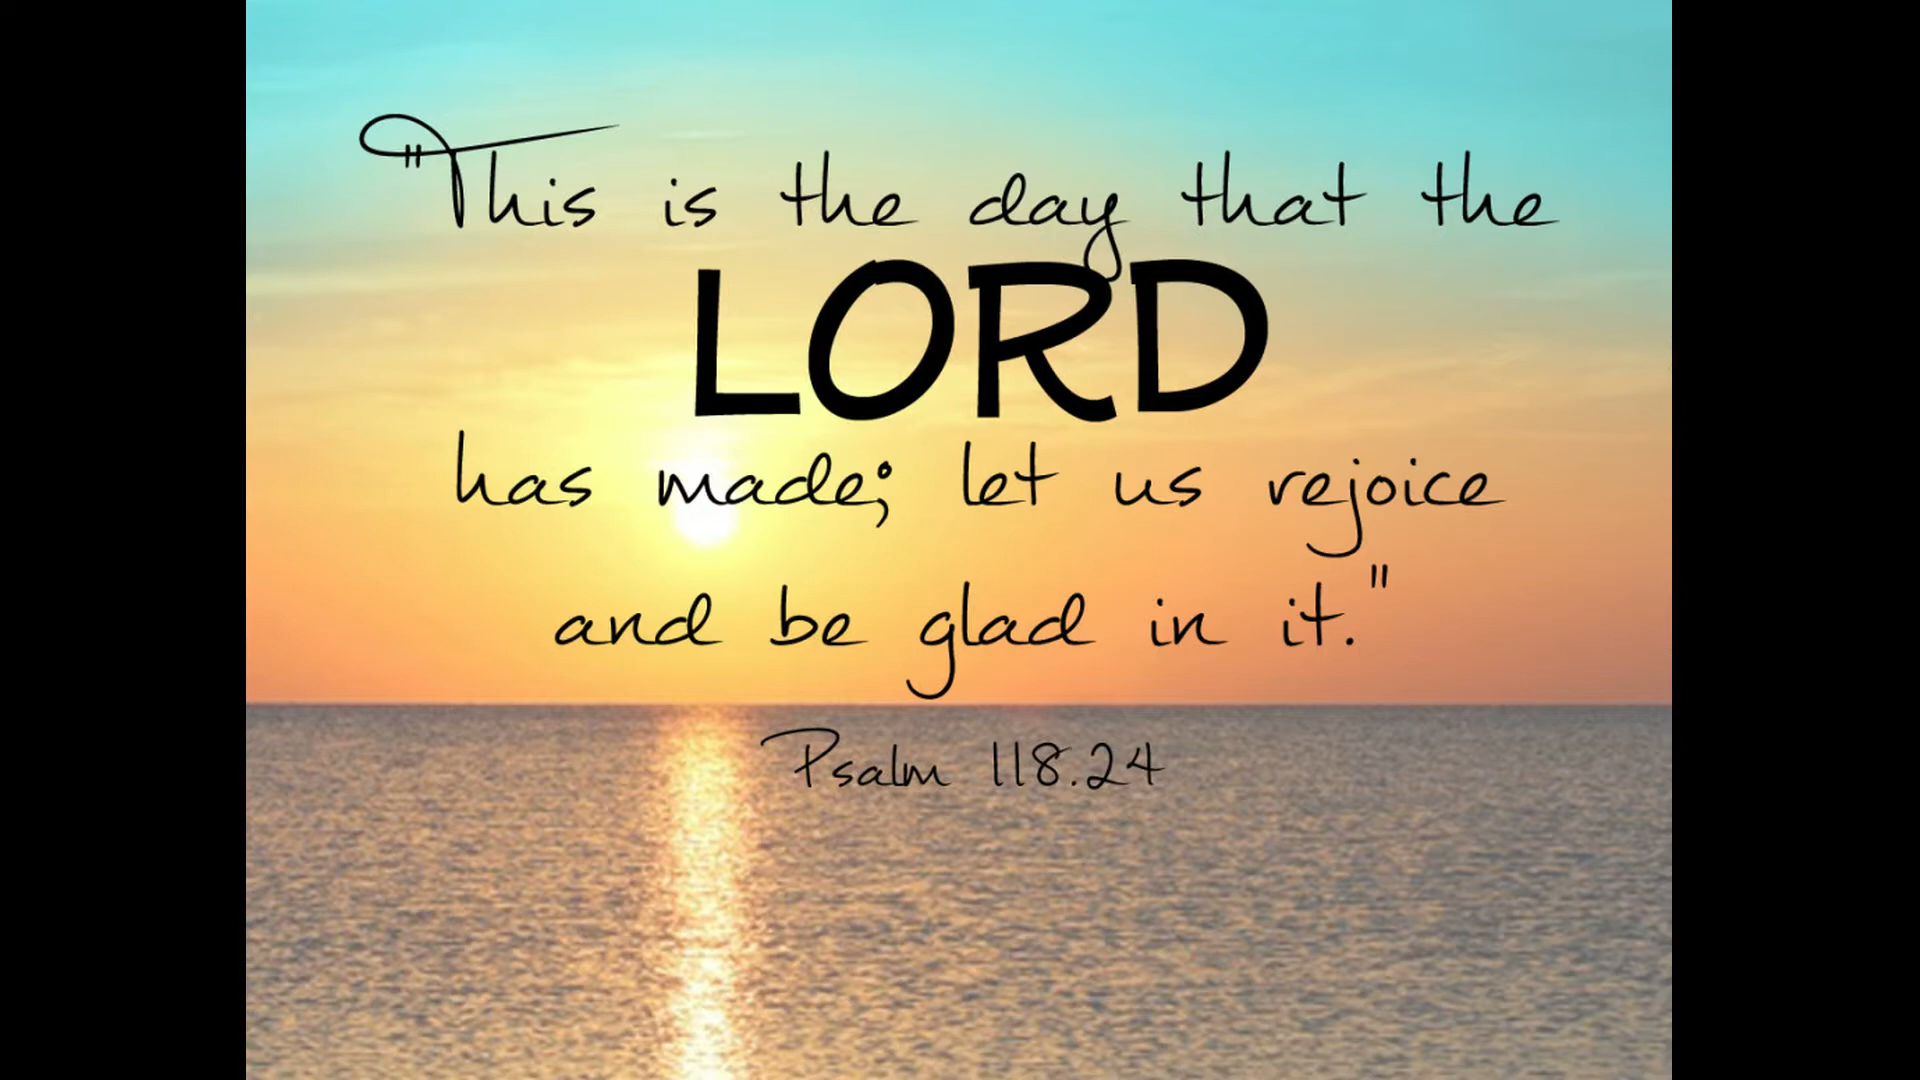 "This is the day that the
LORD
has made; let us rejoice
and be glad in it."
Psalm 118.24